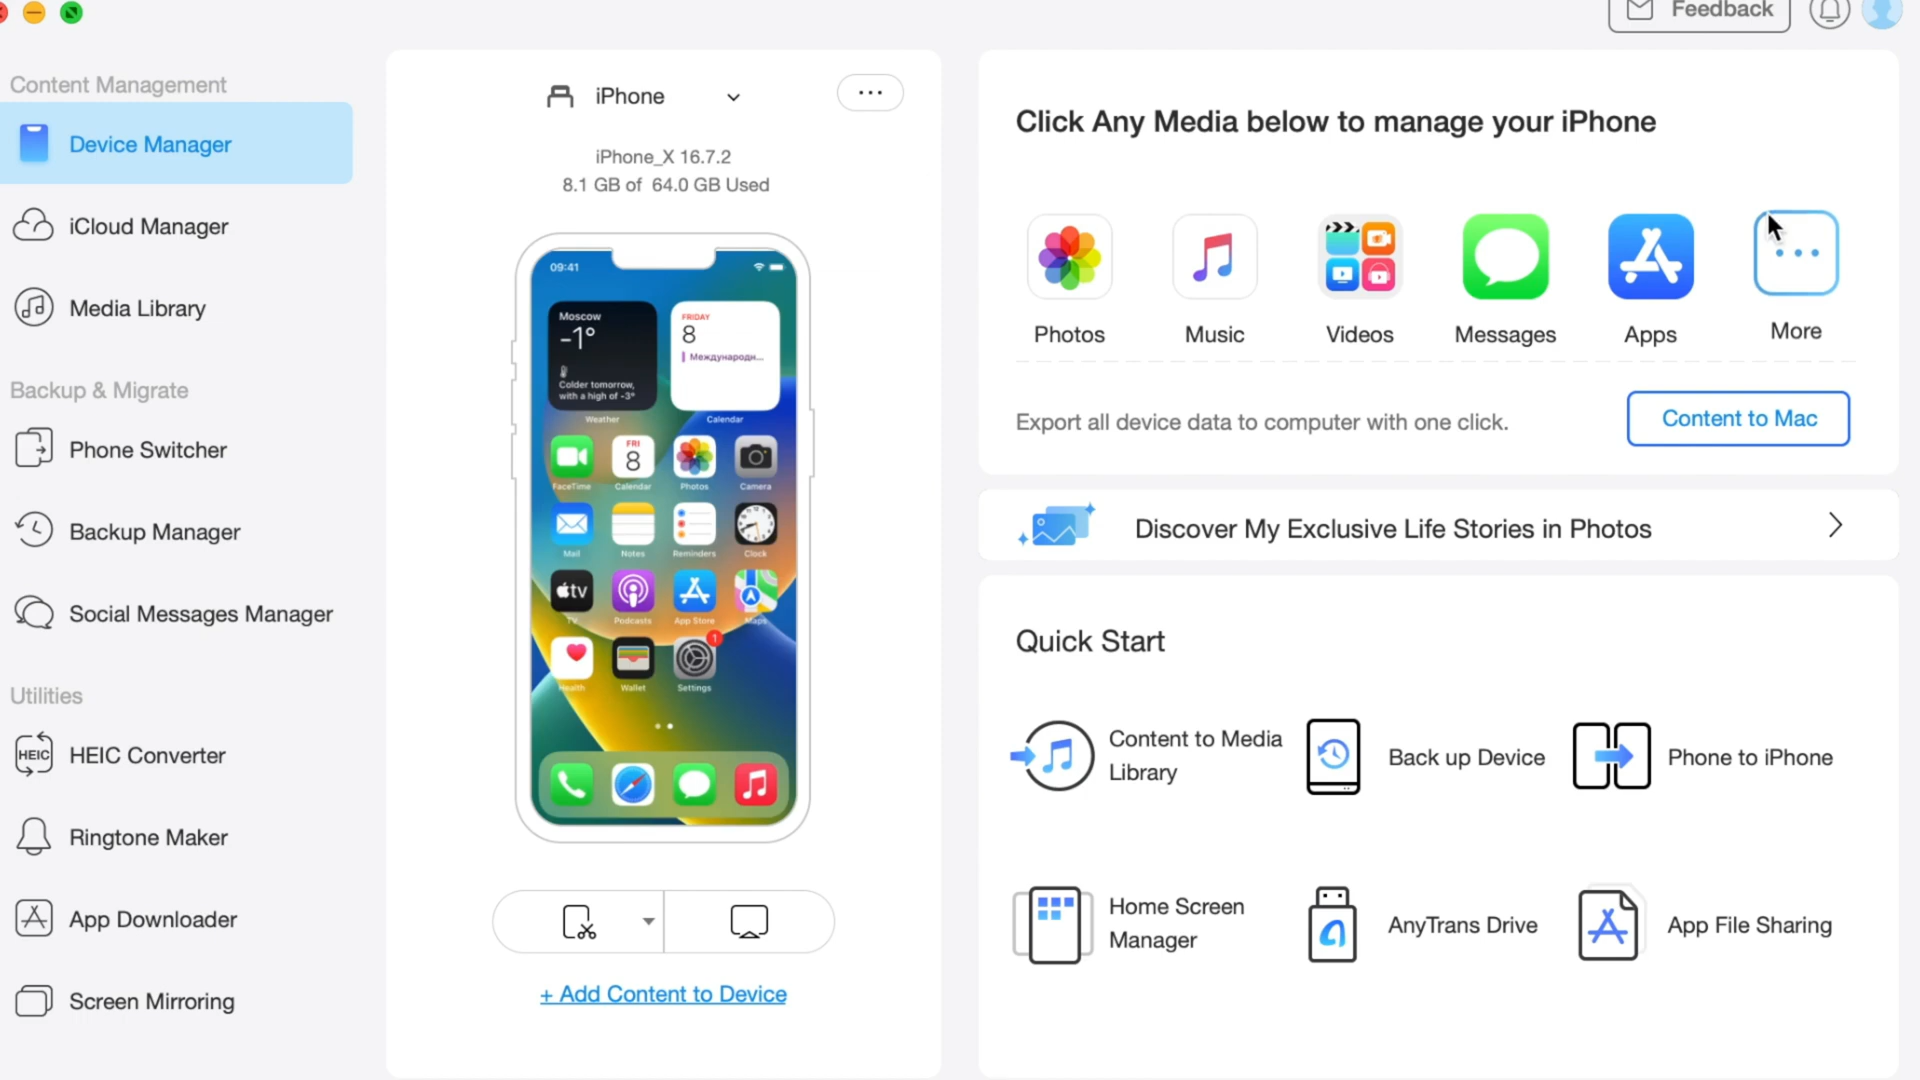 Feedback
Content Management
Device Manager
iCloud Manager
Media Library
Backup & Migrate
Phone Switcher
Backup Manager
Social Messages Manager
Utilities
HEIC
HEIC Converter
Ringtone Maker
App Downloader
Screen Mirroring
iPhone
iPhone_X 16.7.2
8.1 GB of 64.0 GB Used
09:41
Moscow
-1°
Colder tomorrow,
with a high of -3°
Weather
FRIDAY
8
Международн...
Calendar
FRI
8
FaceTime
Calendar
Photos
Camera
Mail
Notes
Reminders
Clock
tv
TV
Podcasts
App Store
Maps
1
Health
Wallet
Settings
+ Add Content to Device
Click Any Media below to manage your iPhone
Photos
Music
Videos
Messages
Apps
More
Export all device data to computer with one click.
Content to Mac
Discover My Exclusive Life Stories in Photos
Quick Start
Content to Media
Library
Back up Device
Phone to iPhone
Home Screen
Manager
AnyTrans Drive
App File Sharing